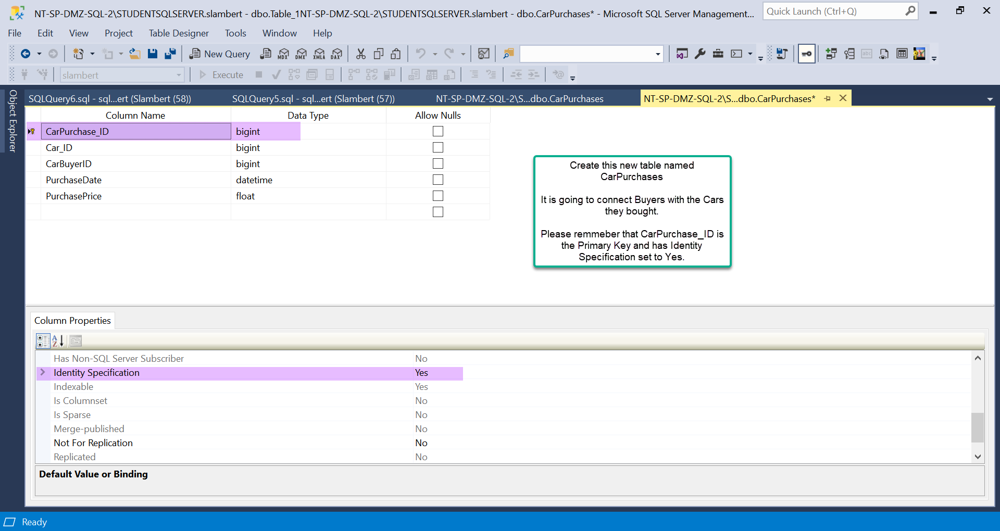 NT-SP-DMZ-SQL-2\STUDENTSQLSERVER.slambert - dbo.Table_1NT-SP-DMZ-SQL-2\STUDENTSQLSERVER.slambert - dbo.CarPurchases* - Microsoft SQL Server Management...
Quick Launch (Ctrl+Q)
File Edit View Project Table Designer Tools Window Help
New Query MDX DMX XMLA DAX abc
slambert Execute
Object Explorer
SQLQuery6.sql - sql...ert (Slambert (58)) SQLQuery5.sql - sql...ert (Slambert (57)) NT-SP-DMZ-SQL-2\S...dbo.CarPurchases NT-SP-DMZ-SQL-2\S...dbo.CarPurchases*
Column Name Data Type Allow Nulls
CarPurchase_ID bigint
Car_ID bigint
CarBuyerID bigint
PurchaseDate datetime
PurchasePrice float
Create this new table named
CarPurchases
It is going to connect Buyers with the Cars
they bought.
Please remmeber that CarPurchase_ID is
the Primary Key and has Identity
Specification set to Yes.
Column Properties
Has Non-SQL Server Subscriber No
Identity Specification Yes
Indexable Yes
Is Columnset No
Is Sparse No
Merge-published No
Not For Replication No
Replicated No
Default Value or Binding
Ready